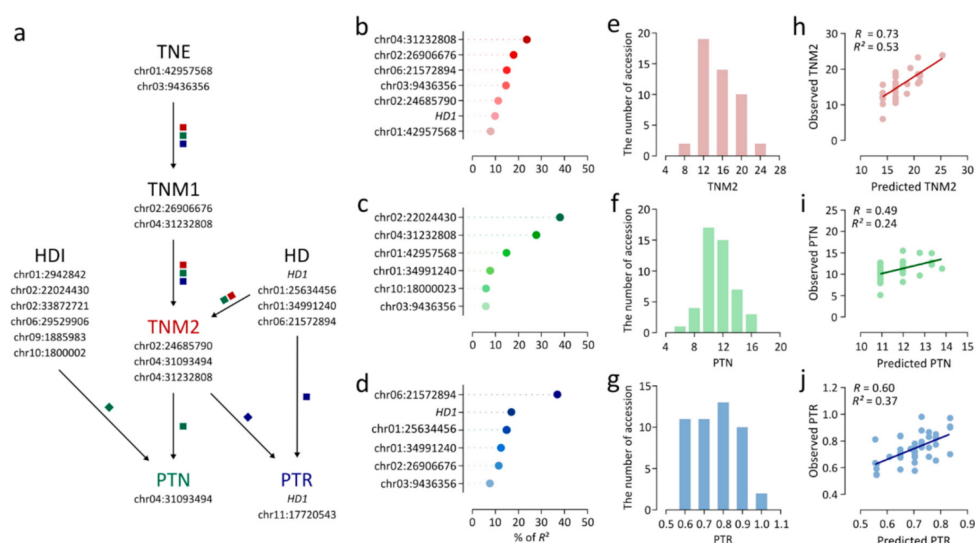 a
TNE
chr01:42957568
chr03:9436356
TNM1
chr02:26906676
chr04:31232808
HDI
chr01:2942842
chr02:22024430
chr02:33872721
chr06:29529906
chr09:1885983
chr10:1800002
HD
HD1
chr01:25634456
chr01:34991240
chr06:21572894
TNM2
chr02:24685790
chr04:31093494
chr04:31232808
PTN
chr04:31093494
PTR
HD1
chr11:17720543
b
chr04:31232808
chr02:26906676
chr06:21572894
chr03:9436356
chr02:24685790
HD1
chr01:42957568
0 10 20 30 40 50
c
chr02:22024430
chr04:31232808
chr01:42957568
chr01:34991240
chr10:18000023
chr03:9436356
0 10 20 30 40 50
d
chr06:21572894
HD1
chr01:25634456
chr01:34991240
chr02:26906676
chr03:9436356
0 10 20 30 40 50
% of R²
e
The number of accession
20
15
10
5
0
4 8 12 16 20 24 28
TNM2
f
The number of accession
20
15
10
5
0
4 8 12 16 20
PTN
g
The number of accession
20
15
10
5
0
0.5 0.6 0.7 0.8 0.9 1.0 1.1
PTR
h
R = 0.73
R² = 0.53
Observed TNM2
30
20
10
0
10 15 20 25 30
Predicted TNM2
i
R = 0.49
R² = 0.24
Observed PTN
20
15
10
5
0
10 11 12 13 14 15
Predicted PTN
j
R = 0.60
R² = 0.37
Observed PTR
1.2
1.0
0.8
0.6
0.4
0.5 0.6 0.7 0.8 0.9
Predicted PTR